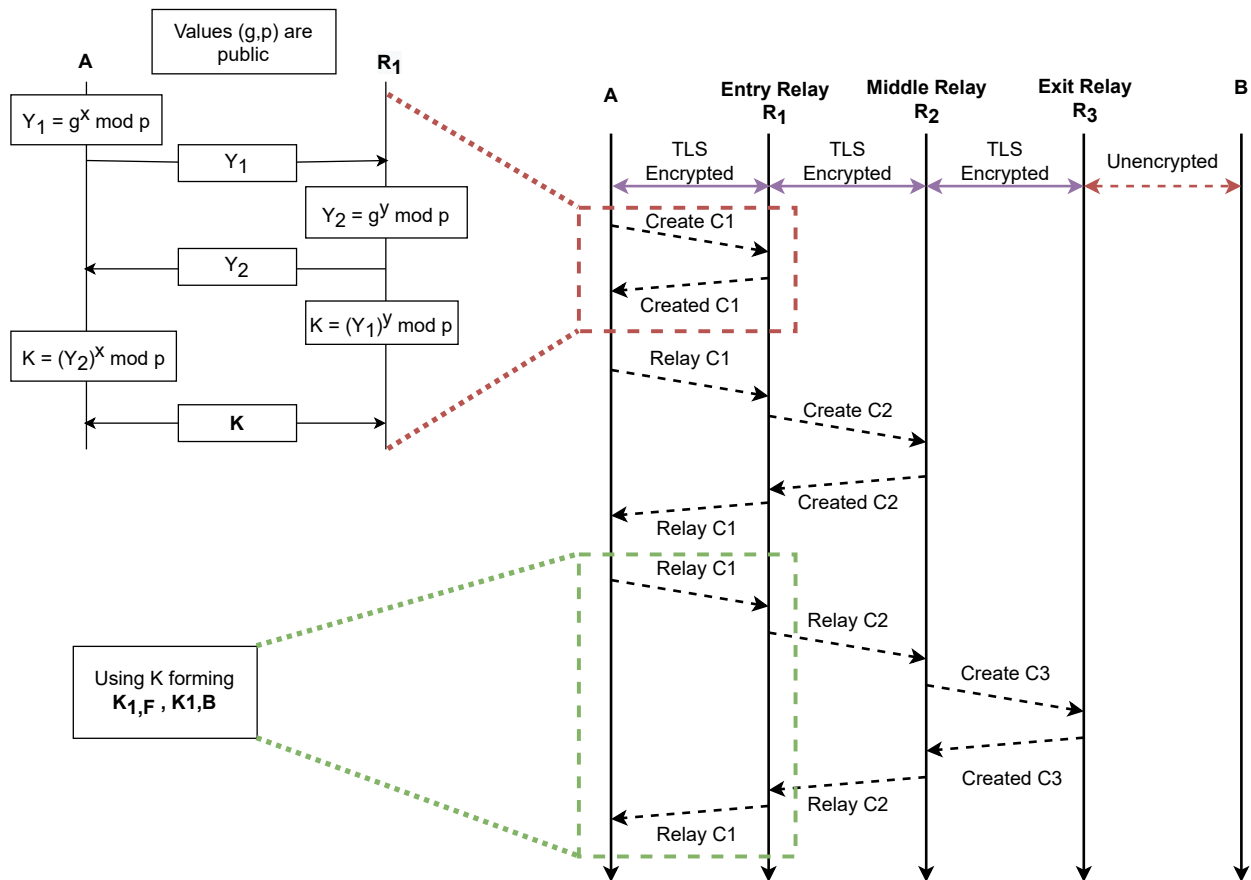 Values (g,p) are
public
A
R1
Y1 = g^x mod p
Y1
Y2 = g^y mod p
Y2
K = (Y1)^y mod p
K = (Y2)^x mod p
K
Using K forming
K1,F , K1,B
A
Entry Relay
R1
Middle Relay
R2
Exit Relay
R3
B
TLS
Encrypted
TLS
Encrypted
TLS
Encrypted
Unencrypted
Create C1
Created C1
Relay C1
Create C2
Created C2
Relay C1
Relay C1
Relay C2
Create C3
Created C3
Relay C2
Relay C1